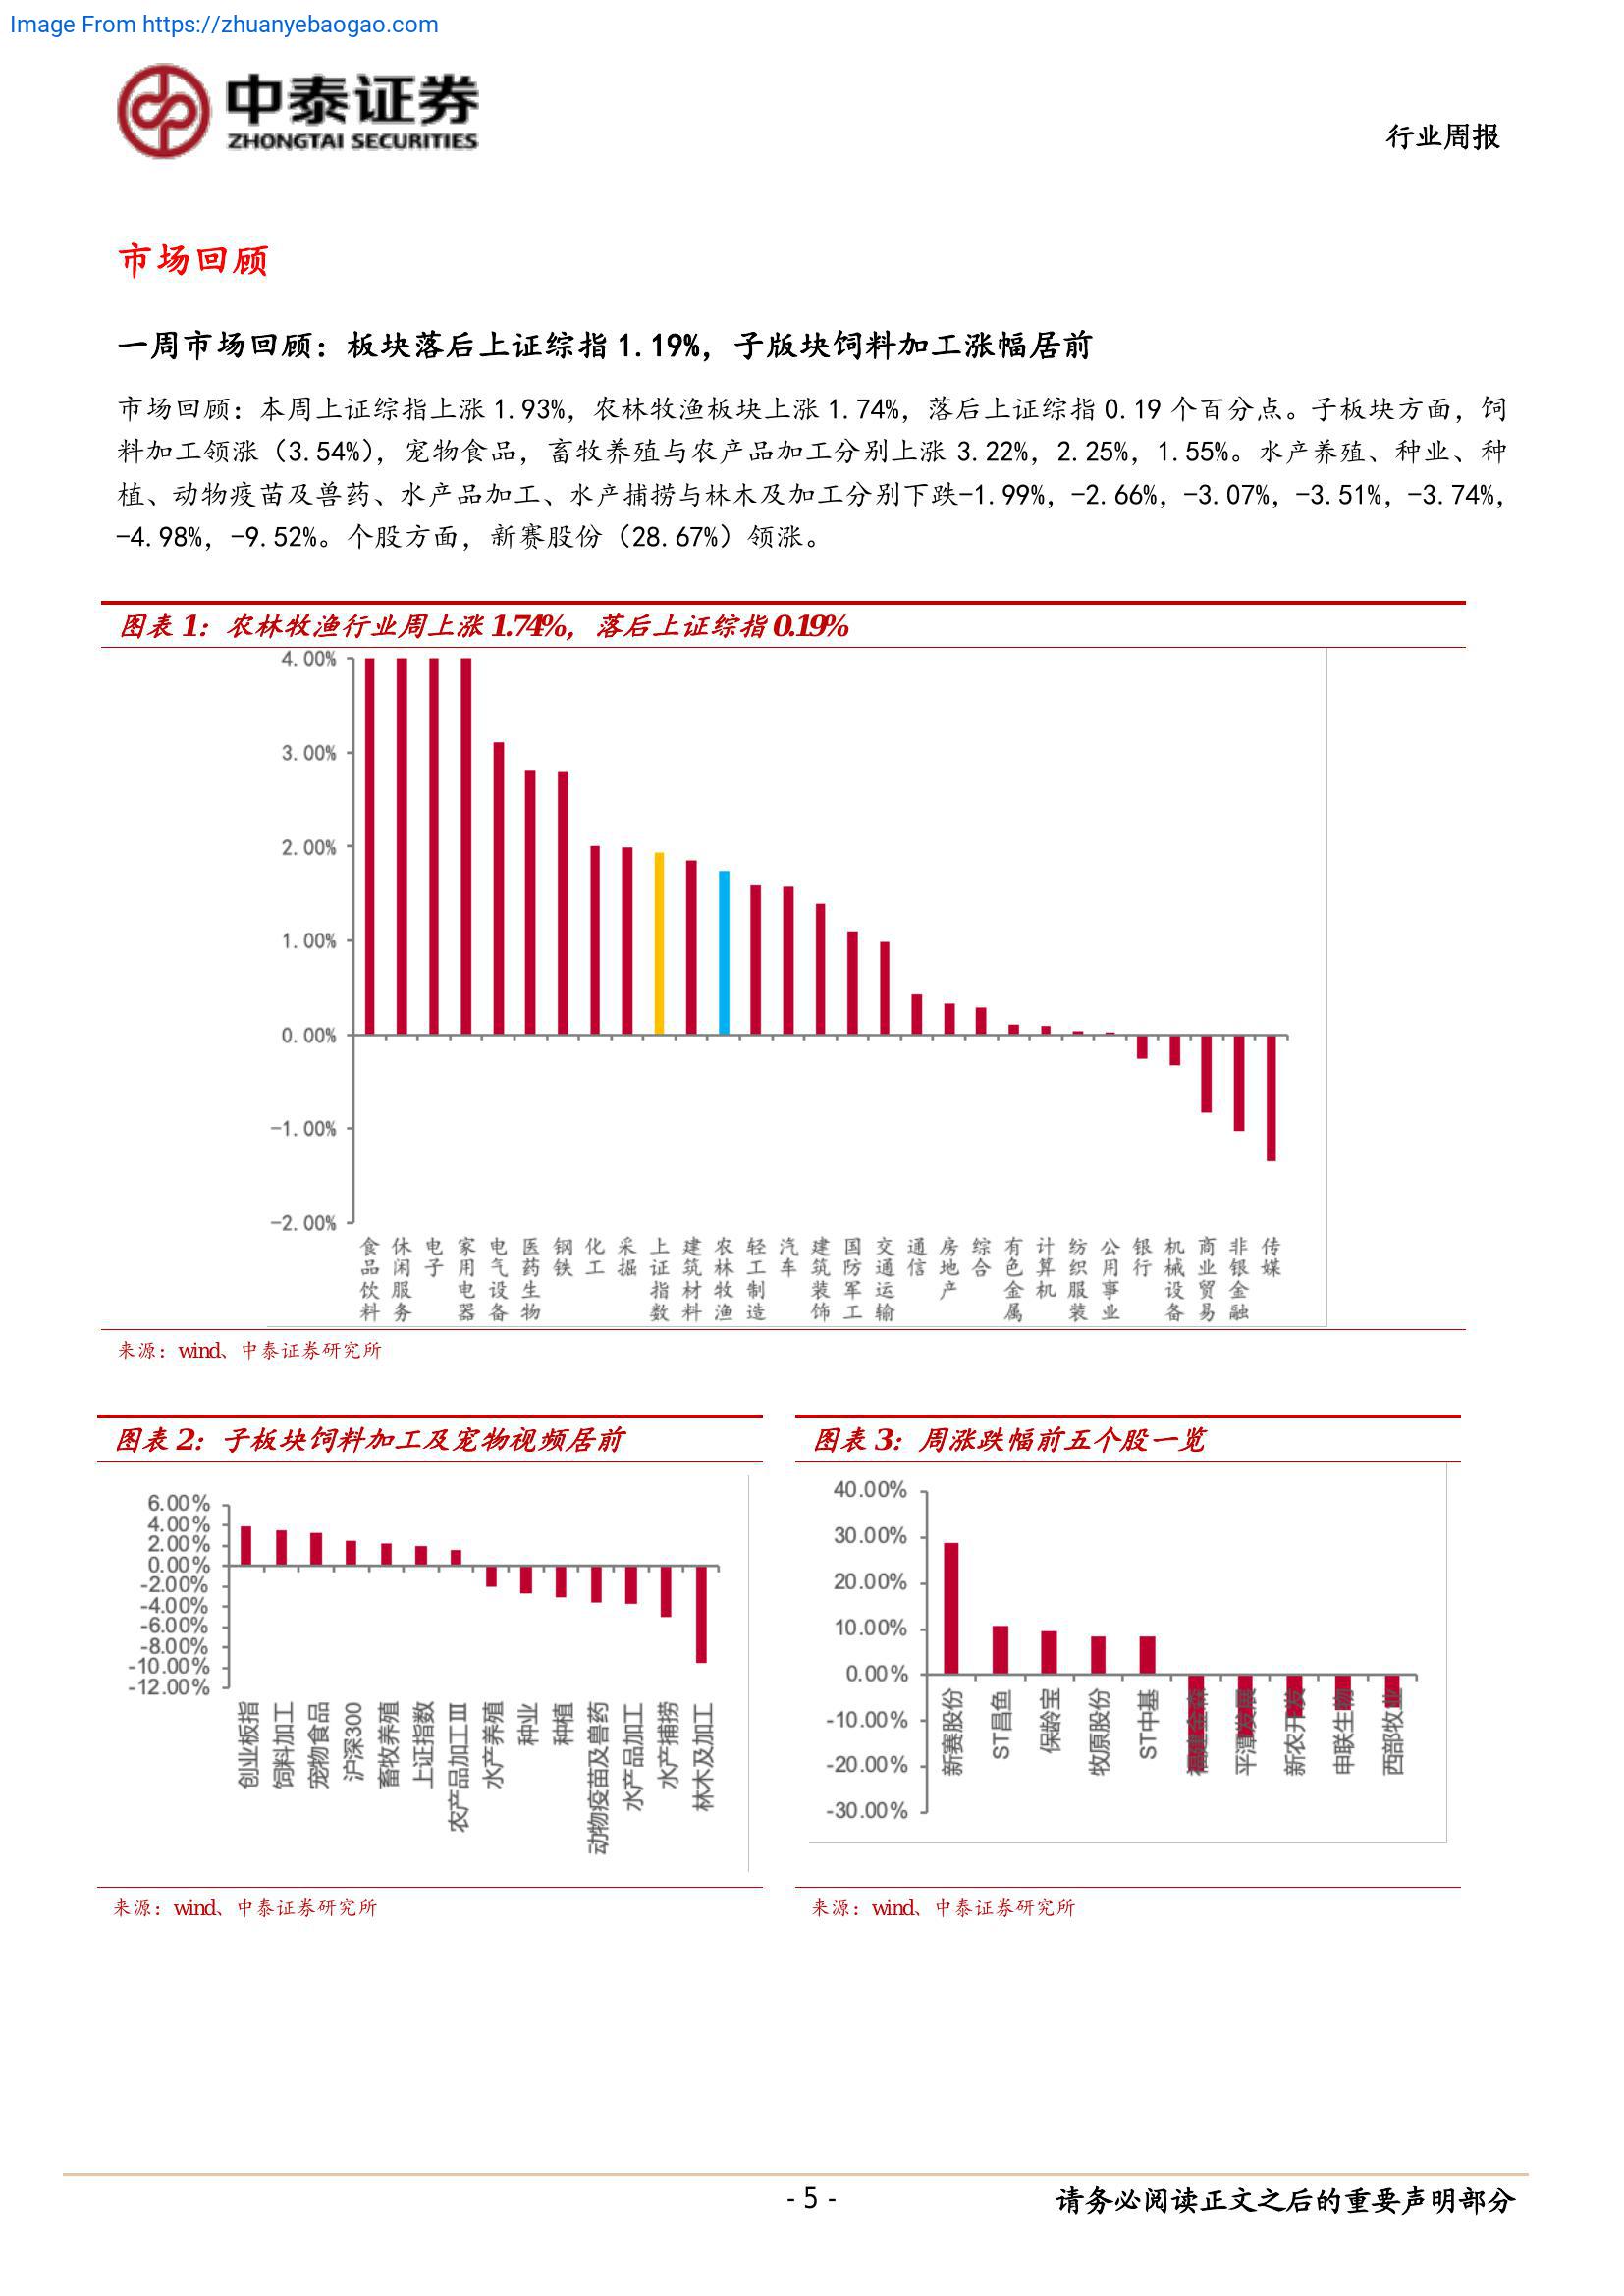 Image From https://zhuanyebaogao.com
中泰证券
ZHONGTAI SECURITIES
行业周报
市场回顾
一周市场回顾：板块落后上证综指1.19%，子版块饲料加工涨幅居前
市场回顾：本周上证综指上涨1.93%，农林牧渔板块上涨1.74%，落后上证综指0.19个百分点。子板块方面，饲
料加工领涨（3.54%），宠物食品，畜牧养殖与农产品加工分别上涨 3.22%，2.25%，1.55%。水产养殖、种业、种
植、动物疫苗及兽药、水产品加工、水产捕捞与林木及加工分别下跌-1.99%，-2.66%，-3.07%，-3.51%，-3.74%，
-4.98%，-9.52%。个股方面，新赛股份（28.67%）领涨。
图表1：农林牧渔行业周上涨1.74%，落后上证综指0.19%
4.00%
3.00%
2.00%
1.00%
0.00%
-1.00%
-2.00%
食品饮料
休闲服务
电子
家用电器
电气设备
医药生物
钢铁
化工
采掘
上证指数
建筑材料
农林牧渔
轻工制造
汽车
建筑装饰
国防军工
交通运输
通信
房地产
综合
有色金属
计算机
纺织服装
公用事业
银行
机械设备
商业贸易
非银金融
传媒
来源：wind、中泰证券研究所
图表2：子板块饲料加工及宠物视频居前
6.00%
4.00%
2.00%
0.00%
-2.00%
-4.00%
-6.00%
-8.00%
-10.00%
-12.00%
创业板指
饲料加工
宠物食品
沪深300
畜牧养殖
上证指数
农产品加工Ⅲ
水产养殖
种业
种植
动物疫苗及兽药
水产品加工
水产捕捞
林木及加工
来源：wind、中泰证券研究所
图表3：周涨跌幅前五个股一览
40.00%
30.00%
20.00%
10.00%
0.00%
-10.00%
-20.00%
-30.00%
新赛股份
ST昌鱼
保龄宝
牧原股份
ST中基
福建金森
平潭发展
新农开发
申联生物
西部牧业
来源：wind、中泰证券研究所
- 5 -
请务必阅读正文之后的重要声明部分